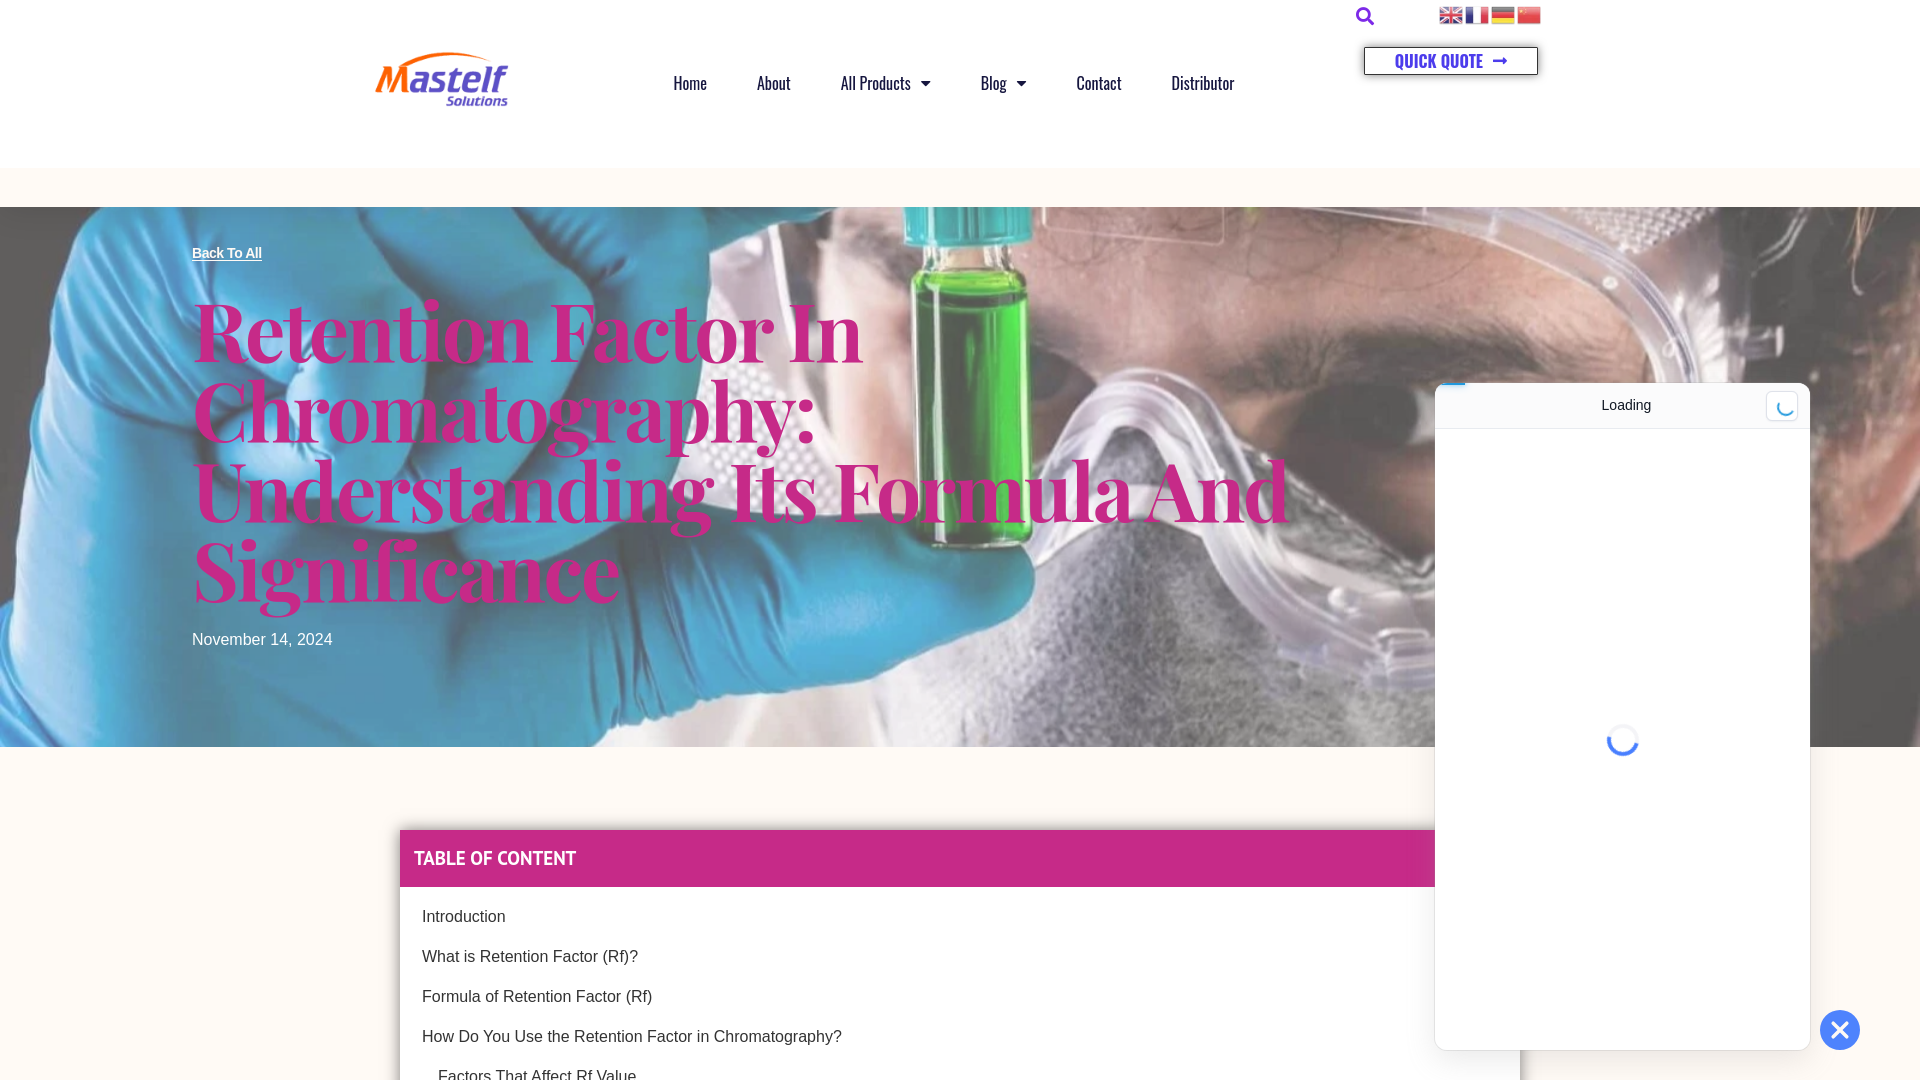 Mastelf
Solutions
Home
About
All Products
Blog
Contact
Distributor
QUICK QUOTE
Back To All
Retention Factor In
Chromatography:
Understanding Its Formula And
Significance
November 14, 2024
Loading
TABLE OF CONTENT
Introduction
What is Retention Factor (Rf)?
Formula of Retention Factor (Rf)
How Do You Use the Retention Factor in Chromatography?
Factors That Affect Rf Value